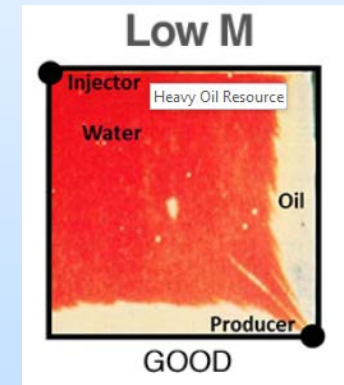 Low M
Injector
Heavy Oil Resource
Water
Oil
Producer
GOOD